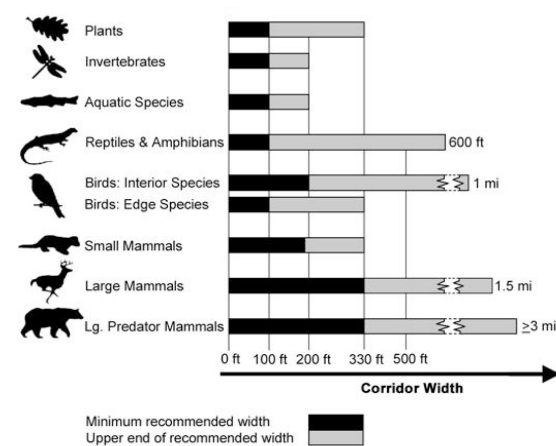 Plants
Invertebrates
Aquatic Species
Reptiles & Amphibians 600 ft
Birds: Interior Species 1 mi
Birds: Edge Species
Small Mammals
Large Mammals 1.5 mi
Lg. Predator Mammals ≥3 mi
0 ft 100 ft 200 ft 330 ft 500 ft
Corridor Width
Minimum recommended width
Upper end of recommended width